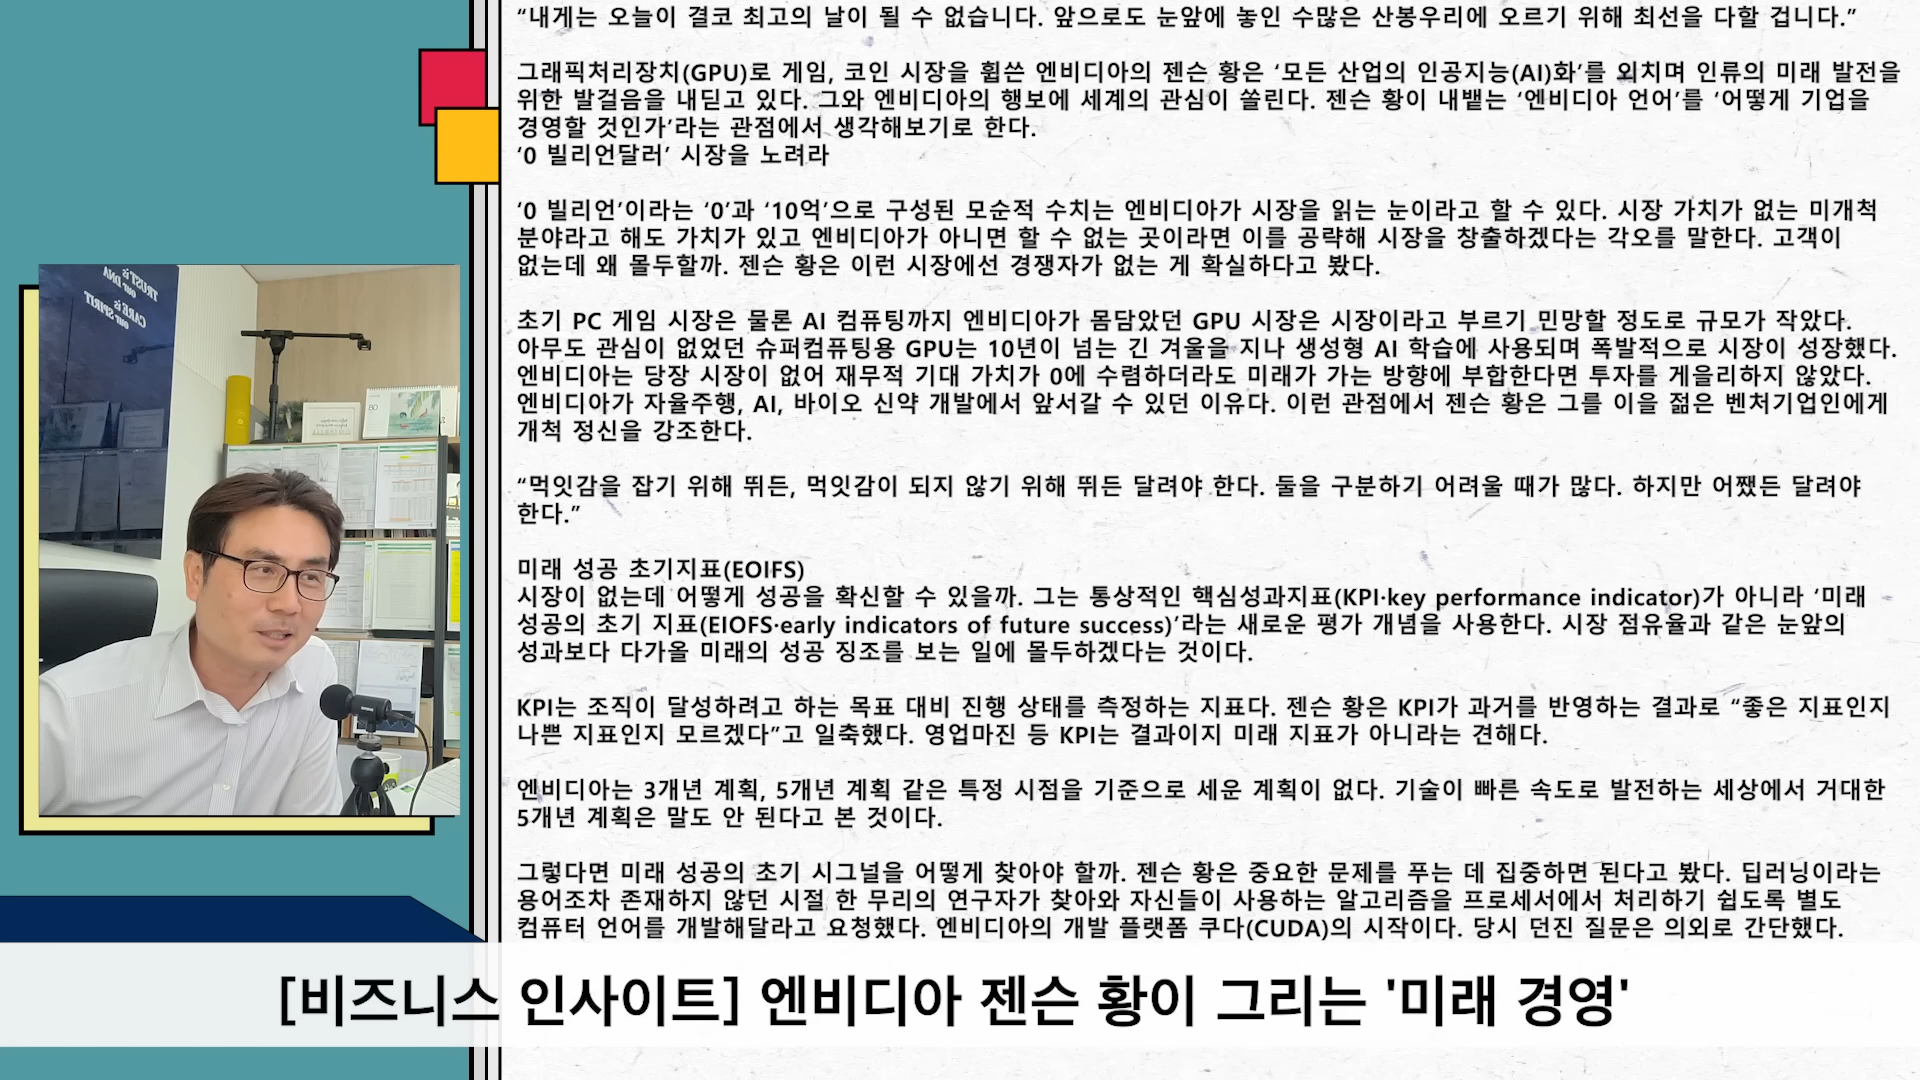 “내게는 오늘이 결코 최고의 날이 될 수 없습니다. 앞으로도 눈앞에 놓인 수많은 산봉우리에 오르기 위해 최선을 다할 겁니다.”
그래픽처리장치(GPU)로 게임, 코인 시장을 휩쓴 엔비디아의 젠슨 황은 ‘모든 산업의 인공지능(AI)화’를 외치며 인류의 미래 발전을
위한 발걸음을 내딛고 있다. 그와 엔비디아의 행보에 세계의 관심이 쏠린다. 젠슨 황이 내뱉는 ‘엔비디아 언어’를 ‘어떻게 기업을
경영할 것인가’라는 관점에서 생각해보기로 한다.
‘0 빌리언달러’ 시장을 노려라
‘0 빌리언’이라는 ‘0’과 ‘10억’으로 구성된 모순적 수치는 엔비디아가 시장을 읽는 눈이라고 할 수 있다. 시장 가치가 없는 미개척
분야라고 해도 가치가 있고 엔비디아가 아니면 할 수 없는 곳이라면 이를 공략해 시장을 창출하겠다는 각오를 말한다. 고객이
없는데 왜 몰두할까. 젠슨 황은 이런 시장에선 경쟁자가 없는 게 확실하다고 봤다.
초기 PC 게임 시장은 물론 AI 컴퓨팅까지 엔비디아가 몸담았던 GPU 시장은 시장이라고 부르기 민망할 정도로 규모가 작았다.
아무도 관심이 없었던 슈퍼컴퓨팅용 GPU는 10년이 넘는 긴 겨울을 지나 생성형 AI 학습에 사용되며 폭발적으로 시장이 성장했다.
엔비디아는 당장 시장이 없어 재무적 기대 가치가 0에 수렴하더라도 미래가 가는 방향에 부합한다면 투자를 게을리하지 않았다.
엔비디아가 자율주행, AI, 바이오 신약 개발에서 앞서갈 수 있던 이유다. 이런 관점에서 젠슨 황은 그를 이을 젊은 벤처기업인에게
개척 정신을 강조한다.
“먹잇감을 잡기 위해 뛰든, 먹잇감이 되지 않기 위해 뛰든 달려야 한다. 둘을 구분하기 어려울 때가 많다. 하지만 어쨌든 달려야
한다.”
미래 성공 초기지표(EOIFS)
시장이 없는데 어떻게 성공을 확신할 수 있을까. 그는 통상적인 핵심성과지표(KPI·key performance indicator)가 아니라 ‘미래
성공의 초기 지표(EIOFS·early indicators of future success)’라는 새로운 평가 개념을 사용한다. 시장 점유율과 같은 눈앞의
성과보다 다가올 미래의 성공 징조를 보는 일에 몰두하겠다는 것이다.
KPI는 조직이 달성하려고 하는 목표 대비 진행 상태를 측정하는 지표다. 젠슨 황은 KPI가 과거를 반영하는 결과로 “좋은 지표인지
나쁜 지표인지 모르겠다”고 일축했다. 영업마진 등 KPI는 결과이지 미래 지표가 아니라는 견해다.
엔비디아는 3개년 계획, 5개년 계획 같은 특정 시점을 기준으로 세운 계획이 없다. 기술이 빠른 속도로 발전하는 세상에서 거대한
5개년 계획은 말도 안 된다고 본 것이다.
그렇다면 미래 성공의 초기 시그널을 어떻게 찾아야 할까. 젠슨 황은 중요한 문제를 푸는 데 집중하면 된다고 봤다. 딥러닝이라는
용어조차 존재하지 않던 시절 한 무리의 연구자가 찾아와 자신들이 사용하는 알고리즘을 프로세서에서 처리하기 쉽도록 별도
컴퓨터 언어를 개발해달라고 요청했다. 엔비디아의 개발 플랫폼 쿠다(CUDA)의 시작이다. 당시 던진 질문은 의외로 간단했다.
TRUST is
our DNA
CARE is
our SPIRIT
[비즈니스 인사이트] 엔비디아 젠슨 황이 그리는 '미래 경영'